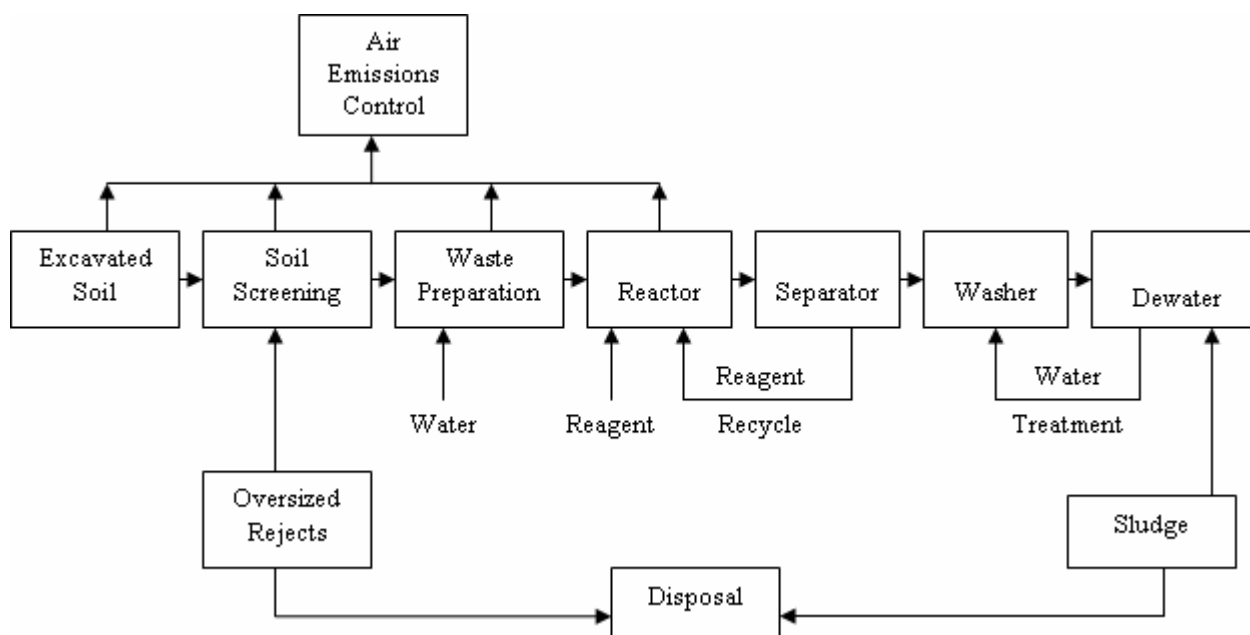 Air
Emissions
Control
Excavated
Soil
Soil
Screening
Waste
Preparation
Reactor
Separator
Washer
Dewater
Water
Reagent
Reagent
Recycle
Water
Treatment
Oversized
Rejects
Sludge
Disposal